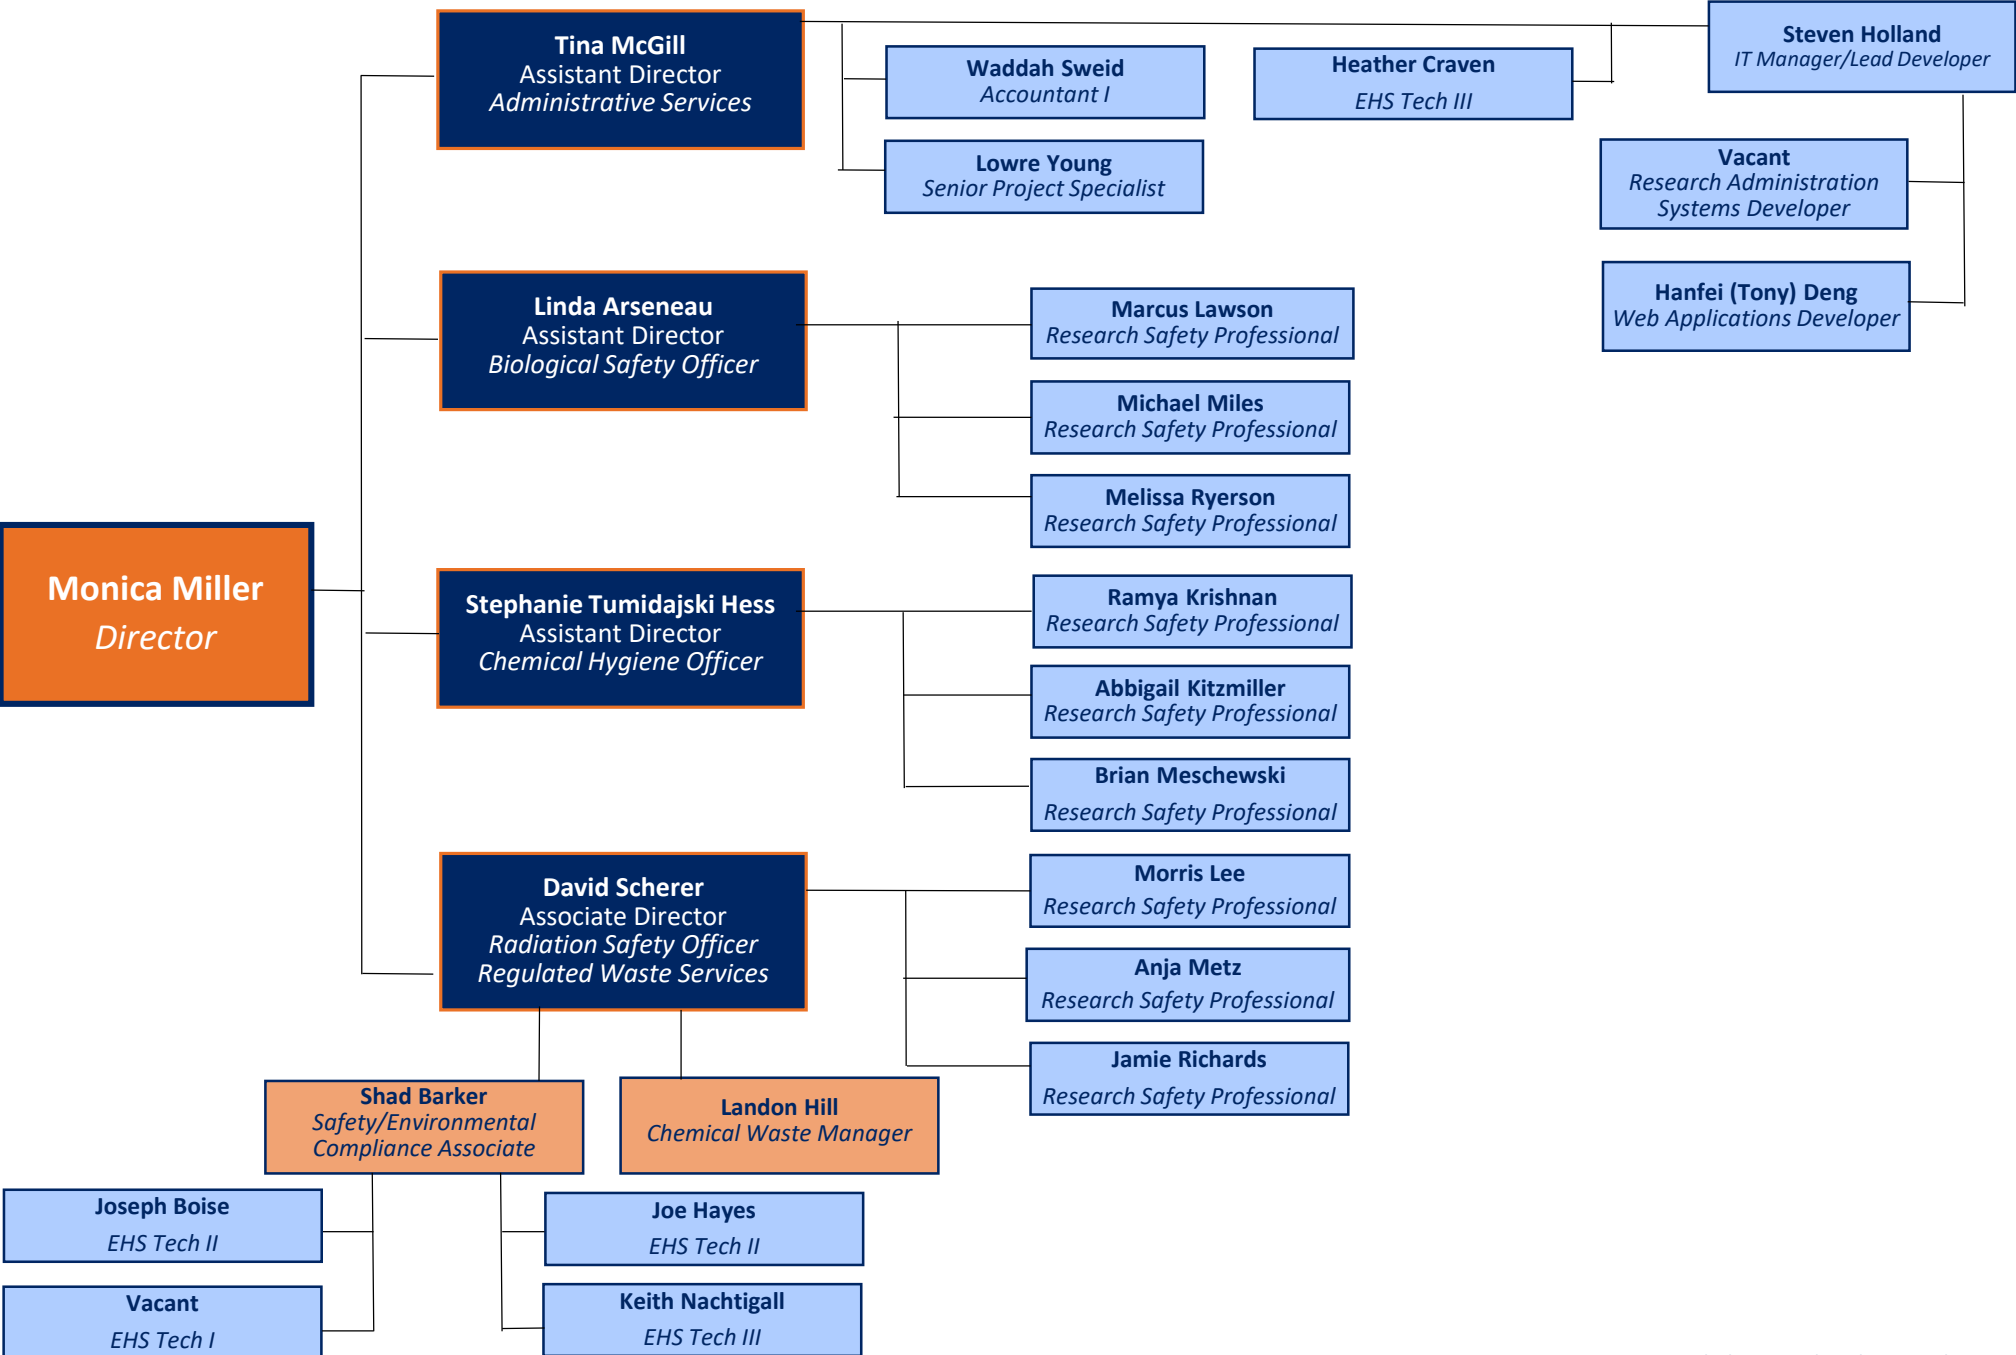 Tina McGill
Assistant Director
Administrative Services
Waddah Sweid
Accountant I
Lowre Young
Senior Project Specialist
Heather Craven
EHS Tech III
Steven Holland
IT Manager/Lead Developer
Vacant
Research Administration
Systems Developer
Hanfei (Tony) Deng
Web Applications Developer
Linda Arseneau
Assistant Director
Biological Safety Officer
Marcus Lawson
Research Safety Professional
Michael Miles
Research Safety Professional
Melissa Ryerson
Research Safety Professional
Monica Miller
Director
Stephanie Tumidajski Hess
Assistant Director
Chemical Hygiene Officer
Ramya Krishnan
Research Safety Professional
Abbigail Kitzmiller
Research Safety Professional
Brian Meschewski
Research Safety Professional
David Scherer
Associate Director
Radiation Safety Officer
Regulated Waste Services
Morris Lee
Research Safety Professional
Anja Metz
Research Safety Professional
Jamie Richards
Research Safety Professional
Shad Barker
Safety/Environmental
Compliance Associate
Landon Hill
Chemical Waste Manager
Joseph Boise
EHS Tech II
Joe Hayes
EHS Tech II
Vacant
EHS Tech I
Keith Nachtigall
EHS Tech III